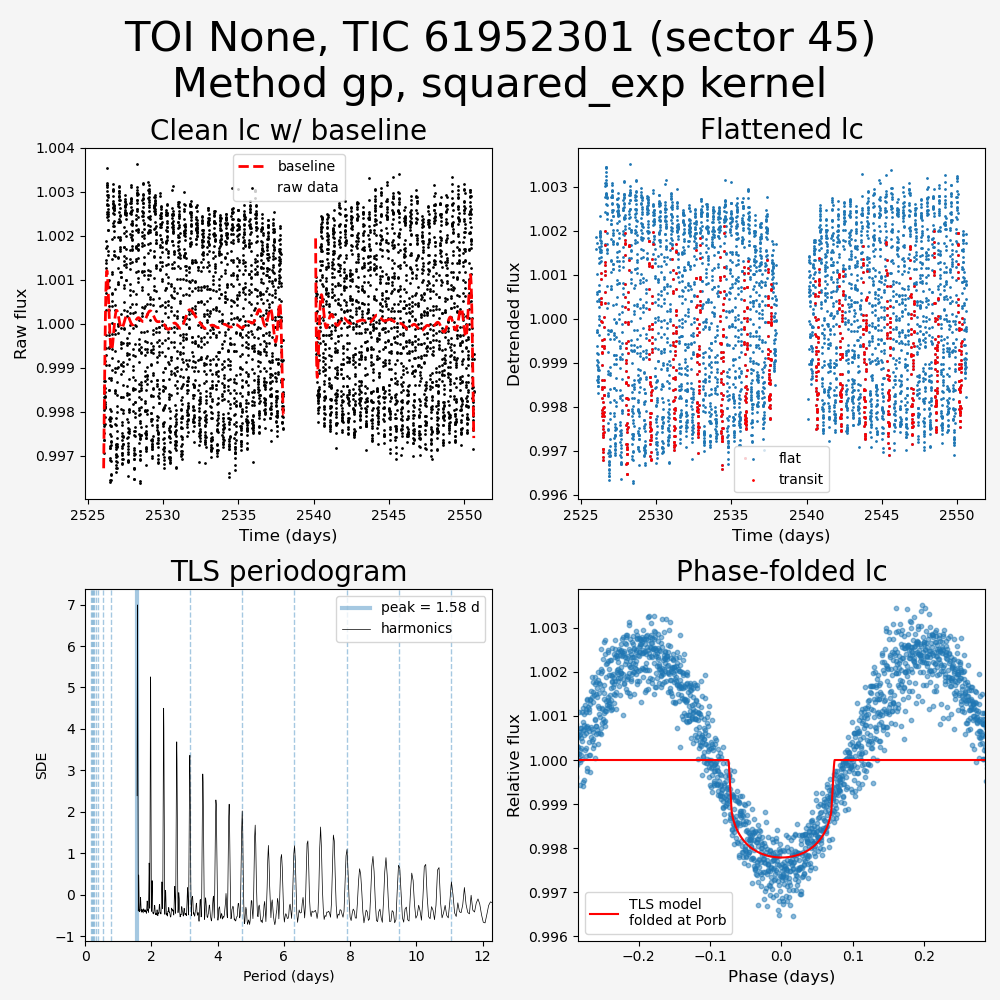 TOI None, TIC 61952301 (sector 45)
Method gp, squared_exp kernel
Clean lc w/ baseline
Raw flux
1.004
1.003
1.002
1.001
1.000
0.999
0.998
0.997
baseline
raw data
2525
2530
2535
2540
2545
2550
Time (days)
Flattened lc
Detrended flux
1.003
1.002
1.001
1.000
0.999
0.998
0.997
0.996
flat
transit
2525
2530
2535
2540
2545
2550
Time (days)
TLS periodogram
SDE
7
6
5
4
3
2
1
0
−1
peak = 1.58 d
harmonics
0
2
4
6
8
10
12
Period (days)
Phase-folded lc
Relative flux
1.003
1.002
1.001
1.000
0.999
0.998
0.997
0.996
TLS model
folded at Porb
−0.2
−0.1
0.0
0.1
0.2
Phase (days)